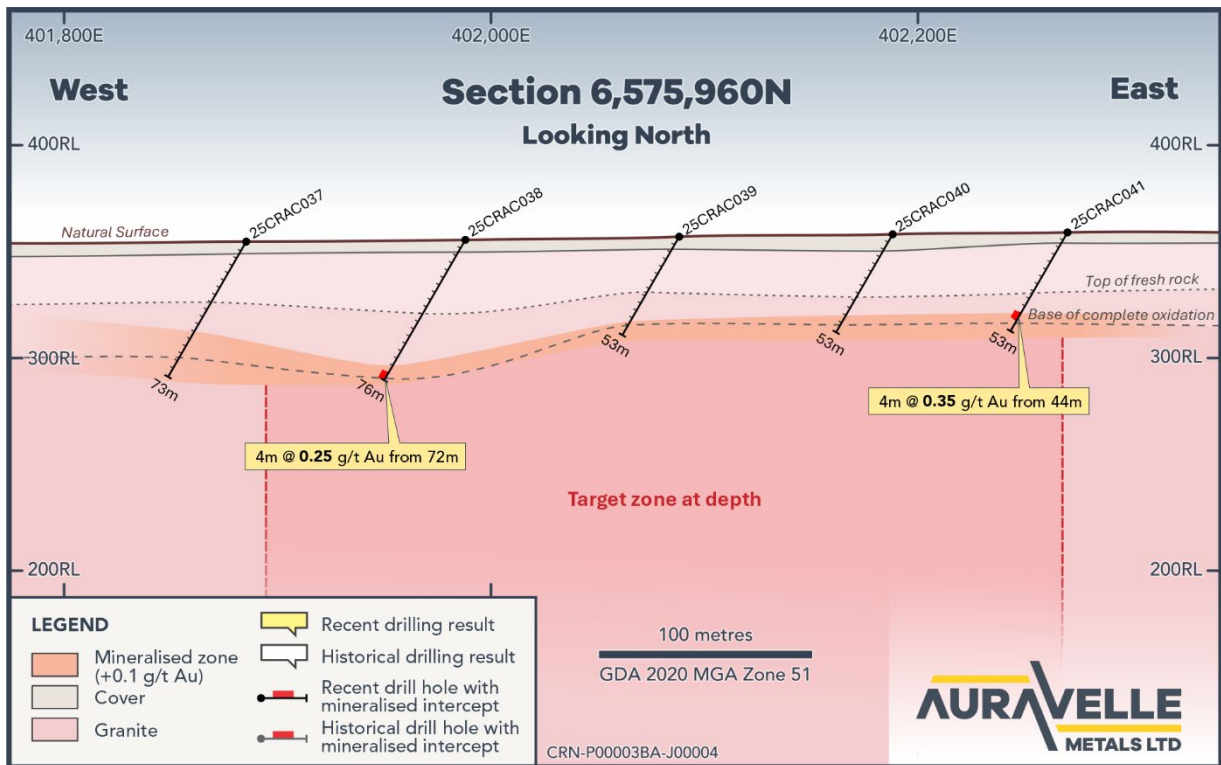 401,800E
402,000E
402,200E
West
Section 6,575,960N
East
Looking North
400RL
400RL
25CRAC037
25CRAC038
25CRAC039
25CRAC040
25CRAC041
Natural Surface
Top of fresh rock
Base of complete oxidation
300RL
300RL
73m
76m
53m
53m
53m
4m @ 0.35 g/t Au from 44m
4m @ 0.25 g/t Au from 72m
Target zone at depth
200RL
200RL
LEGEND
Mineralised zone
(+0.1 g/t Au)
Cover
Granite
Recent drilling result
Historical drilling result
Recent drill hole with
mineralised intercept
Historical drill hole with
mineralised intercept
100 metres
GDA 2020 MGA Zone 51
CRN-P00003BA-J00004
AURAVELLE
METALS LTD